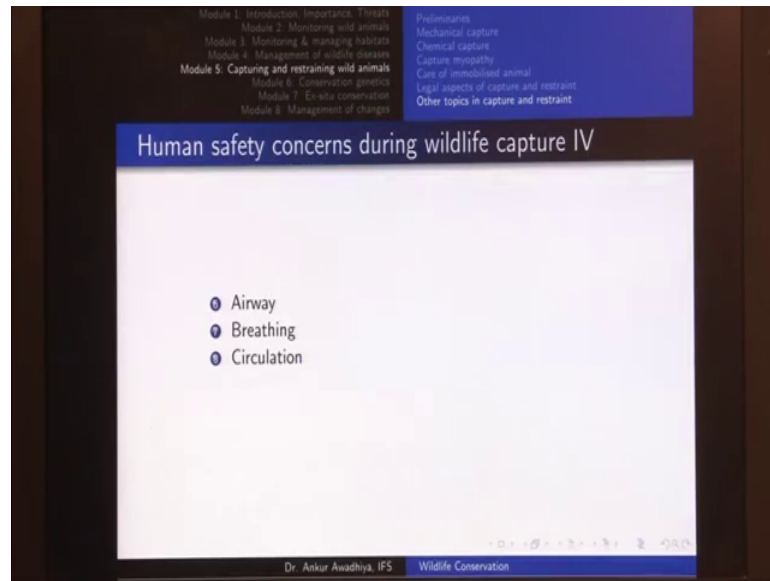 Module 1: Introduction, Importance, Threats
Module 2: Monitoring wild animals
Module 3: Monitoring & managing habitats
Module 4: Management of wildlife diseases
Module 5: Capturing and restraining wild animals
Module 6: Conservation genetics
Module 7: Ex-situ conservation
Module 8: Management of changes
Preliminaries
Mechanical capture
Chemical capture
Capture myopathy
Care of immobilised animal
Legal aspects of capture and restraint
Other topics in capture and restraint
Human safety concerns during wildlife capture IV
6 Airway
7 Breathing
8 Circulation
Dr. Ankur Awadhiya, IFS Wildlife Conservation